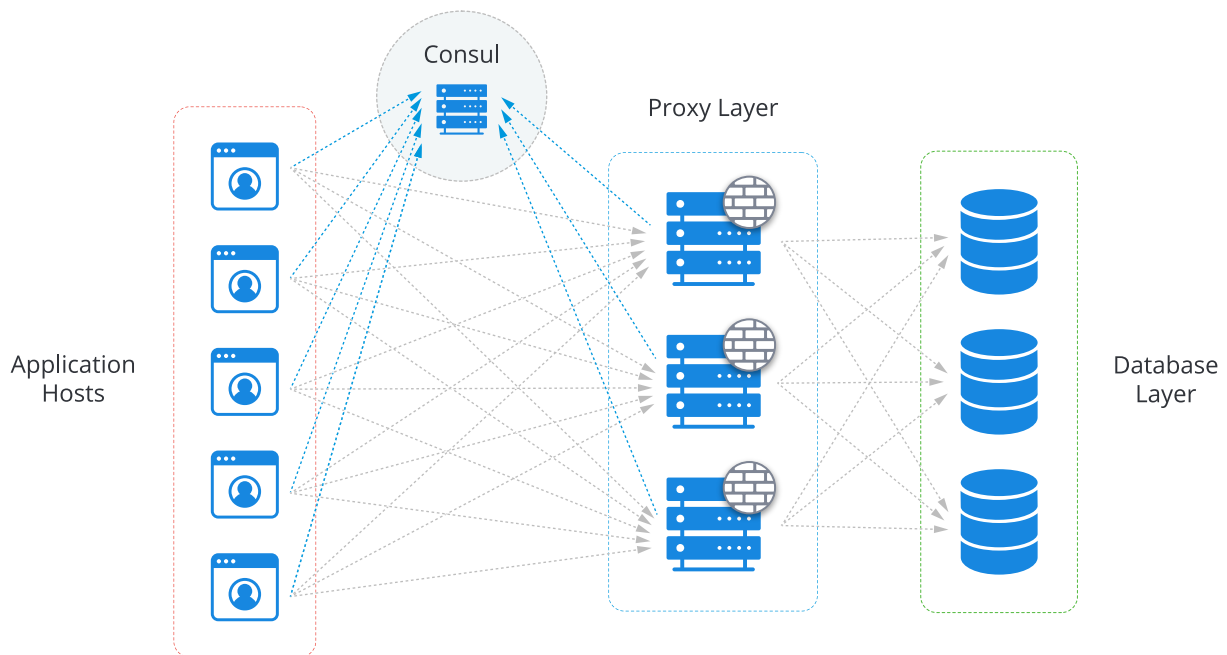 Consul
Proxy Layer
Application
Hosts
Database
Layer